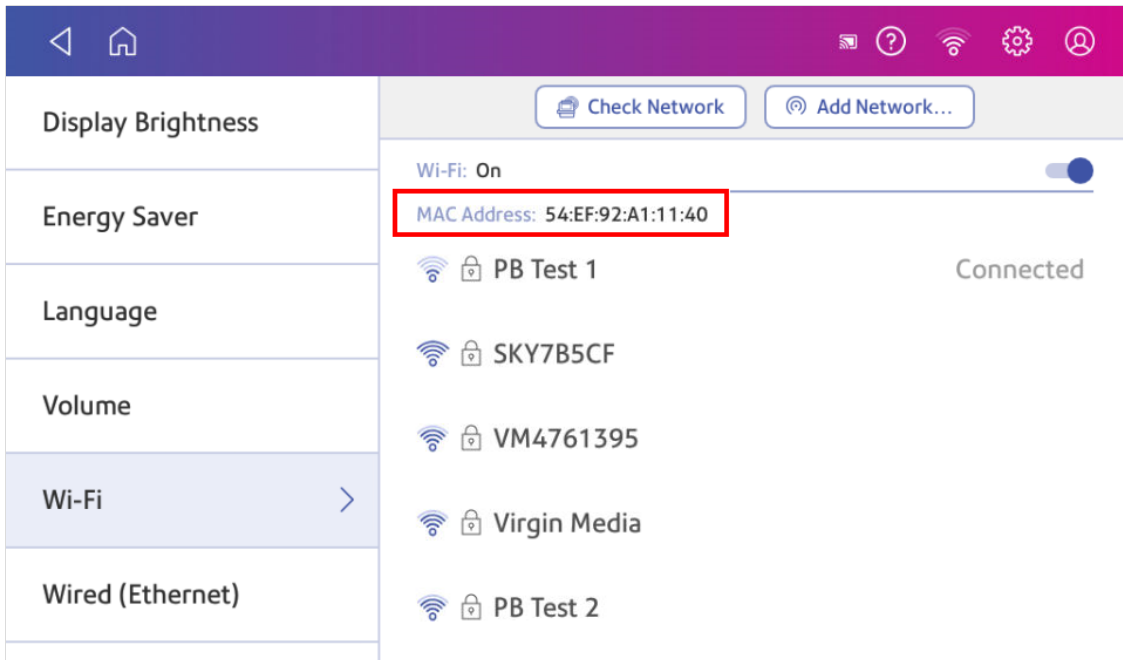 Display Brightness
Energy Saver
Language
Volume
Wi-Fi
Wired (Ethernet)
Check Network
Add Network...
Wi-Fi: On
MAC Address: 54:EF:92:A1:11:40
PB Test 1 Connected
SKY7B5CF
VM4761395
Virgin Media
PB Test 2